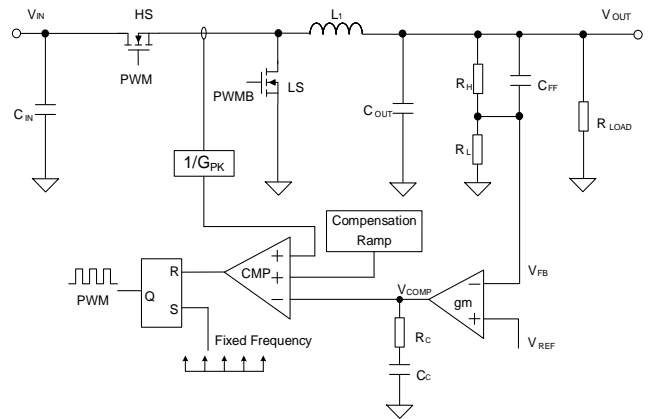 VIN
HS
L1
VOUT
PWM
PWMB
LS
CIN
COUT
RH
CFF
RL
RLOAD
1/GPK
Compensation
Ramp
CMP
+
+
−
VCOMP
VFB
−
gm
+
VREF
R
Q
S
PWM
Fixed Frequency
RC
CC